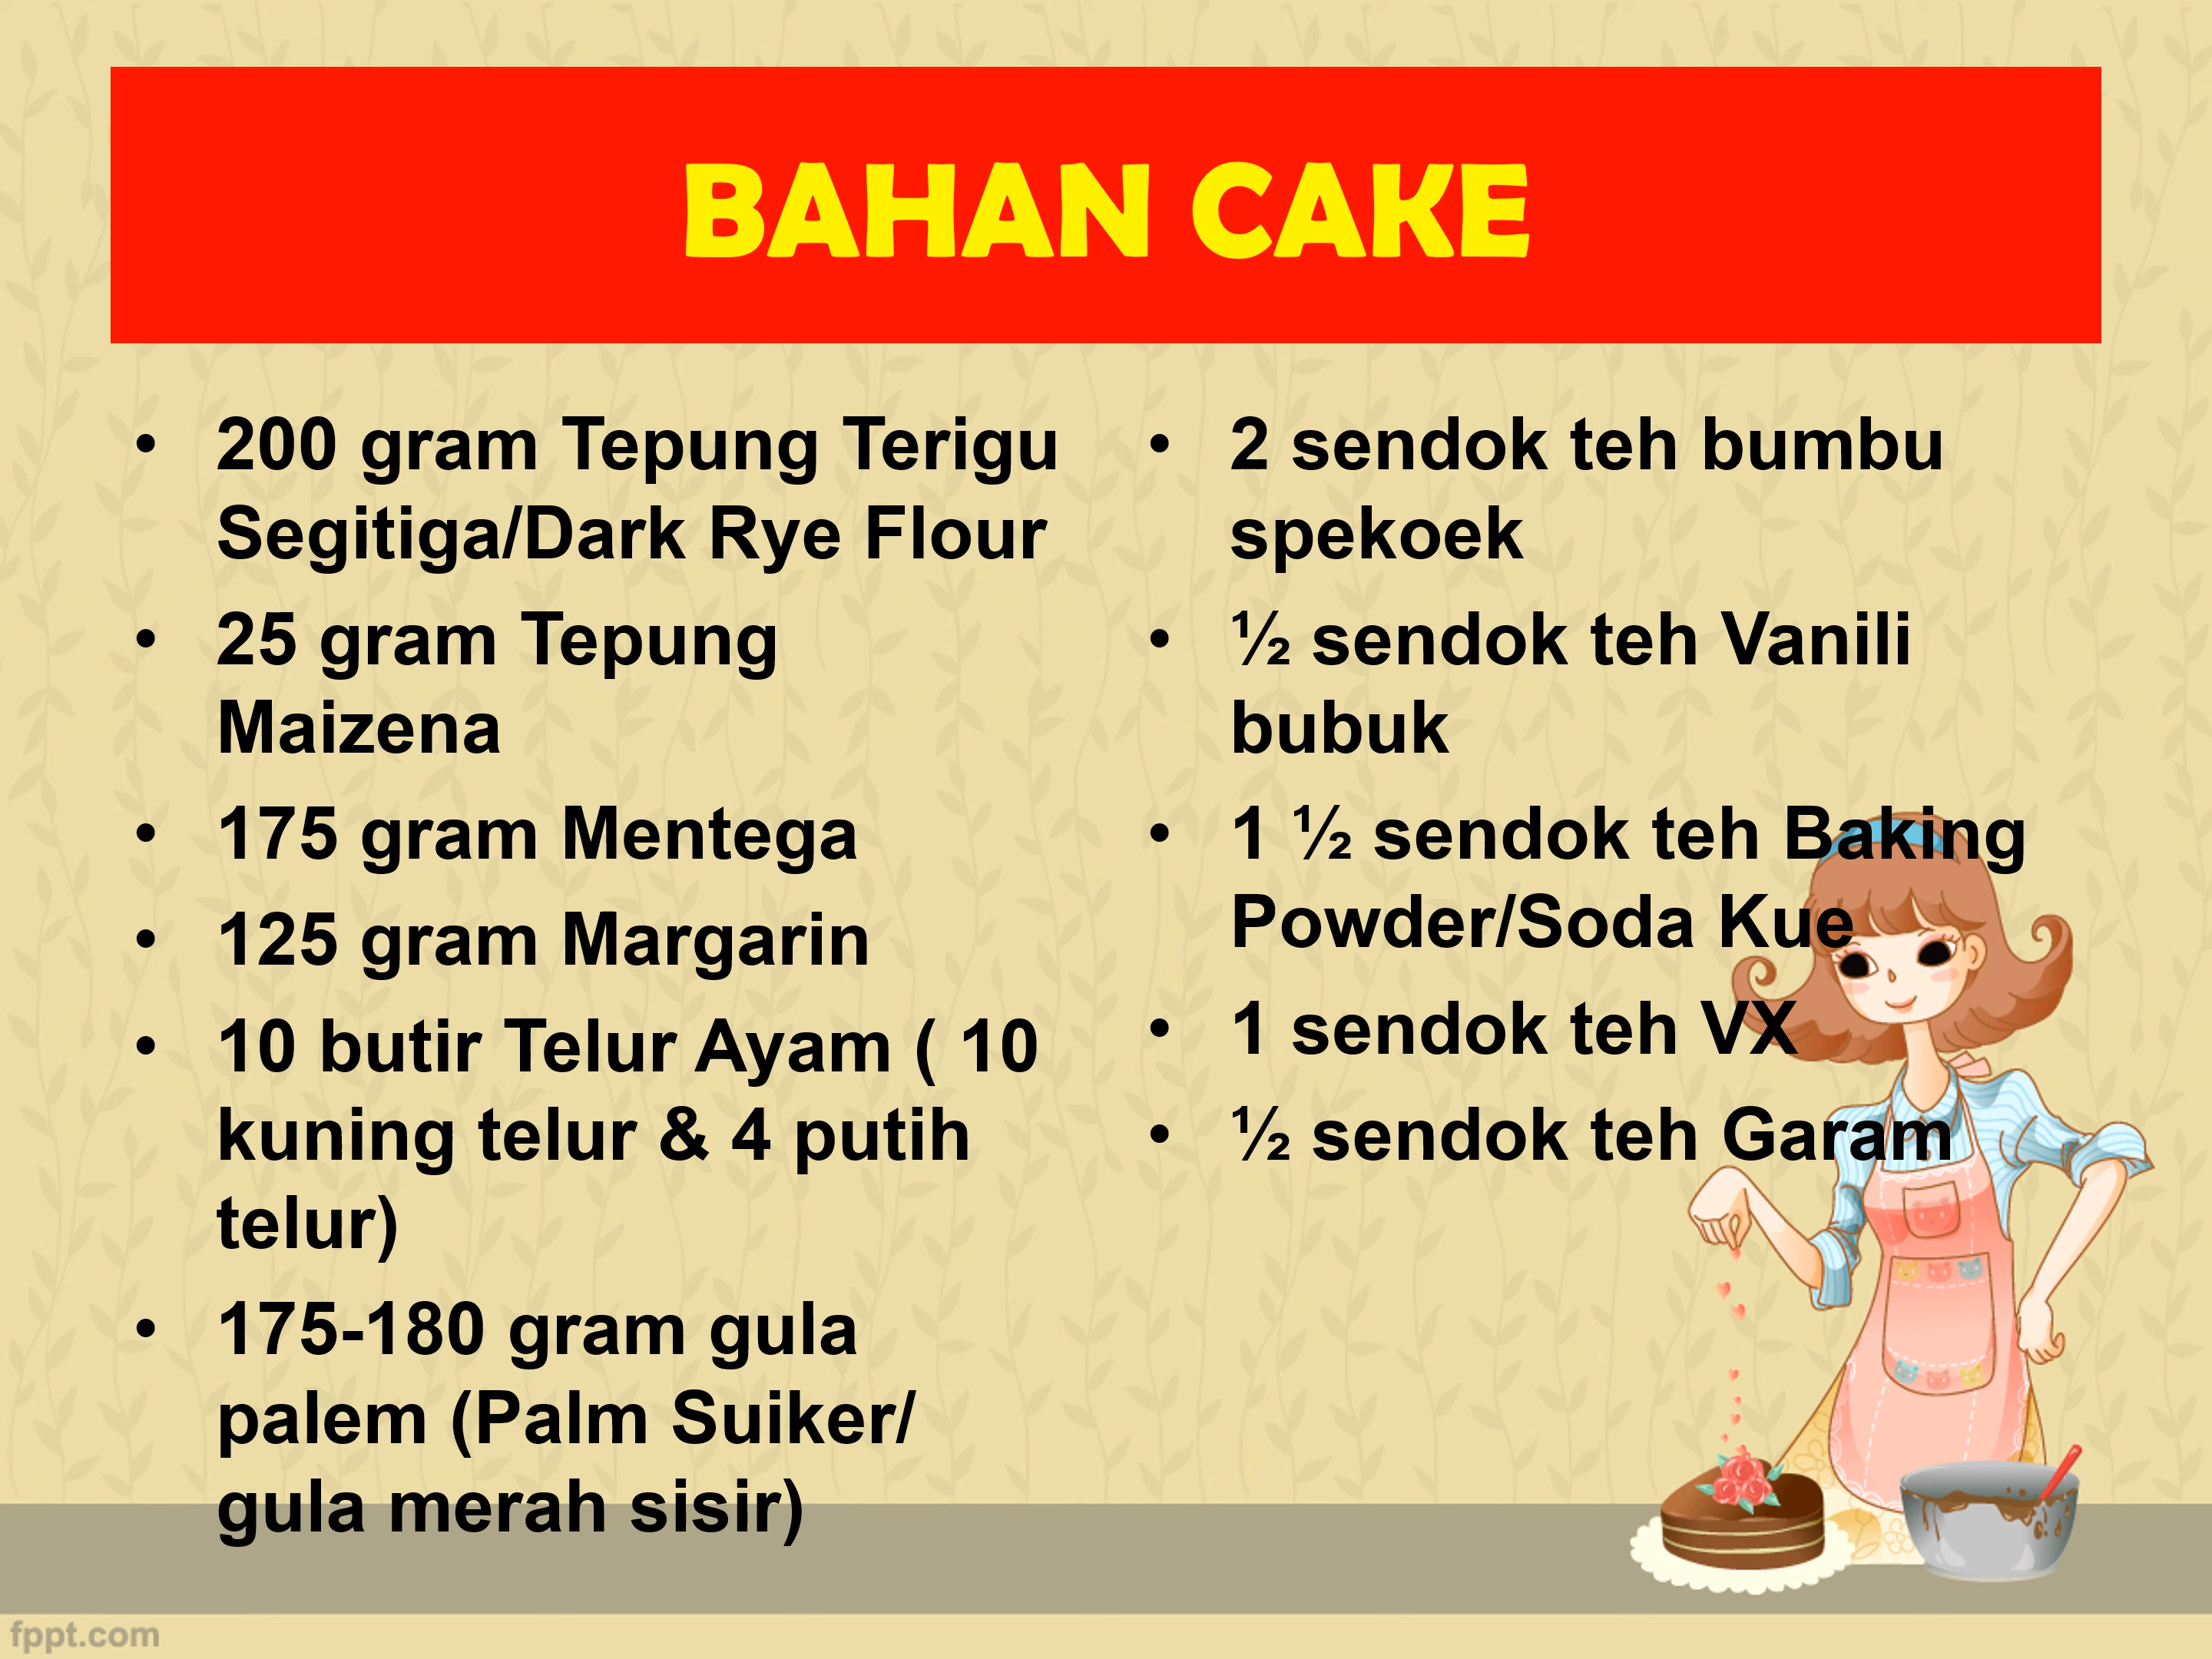 BAHAN CAKE
• 200 gram Tepung Terigu
Segitiga/Dark Rye Flour
• 25 gram Tepung
Maizena
• 175 gram Mentega
• 125 gram Margarin
• 10 butir Telur Ayam ( 10
kuning telur & 4 putih
telur)
• 175-180 gram gula
palem (Palm Suiker/
gula merah sisir)
• 2 sendok teh bumbu
spekoek
• ½ sendok teh Vanili
bubuk
• 1 ½ sendok teh Baking
Powder/Soda Kue
• 1 sendok teh VX
• ½ sendok teh Garam
fppt.com